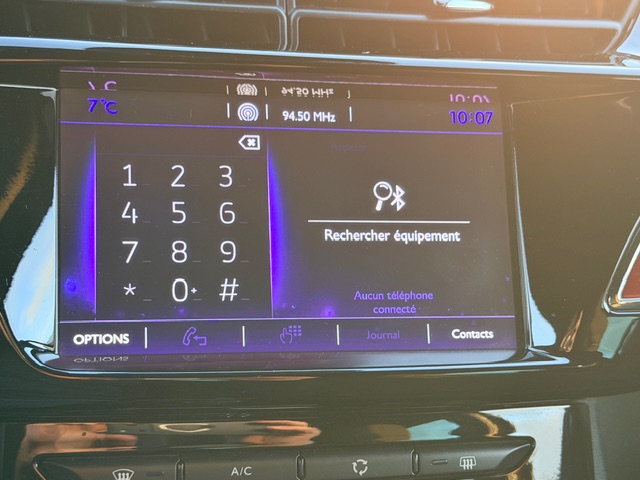 7°C
94.50 MHz
10:07
1 2 3
4 5 6
7 8 9
* 0+ #
Rechercher équipement
Aucun téléphone
connecté
OPTIONS
Journal
Contacts
A/C